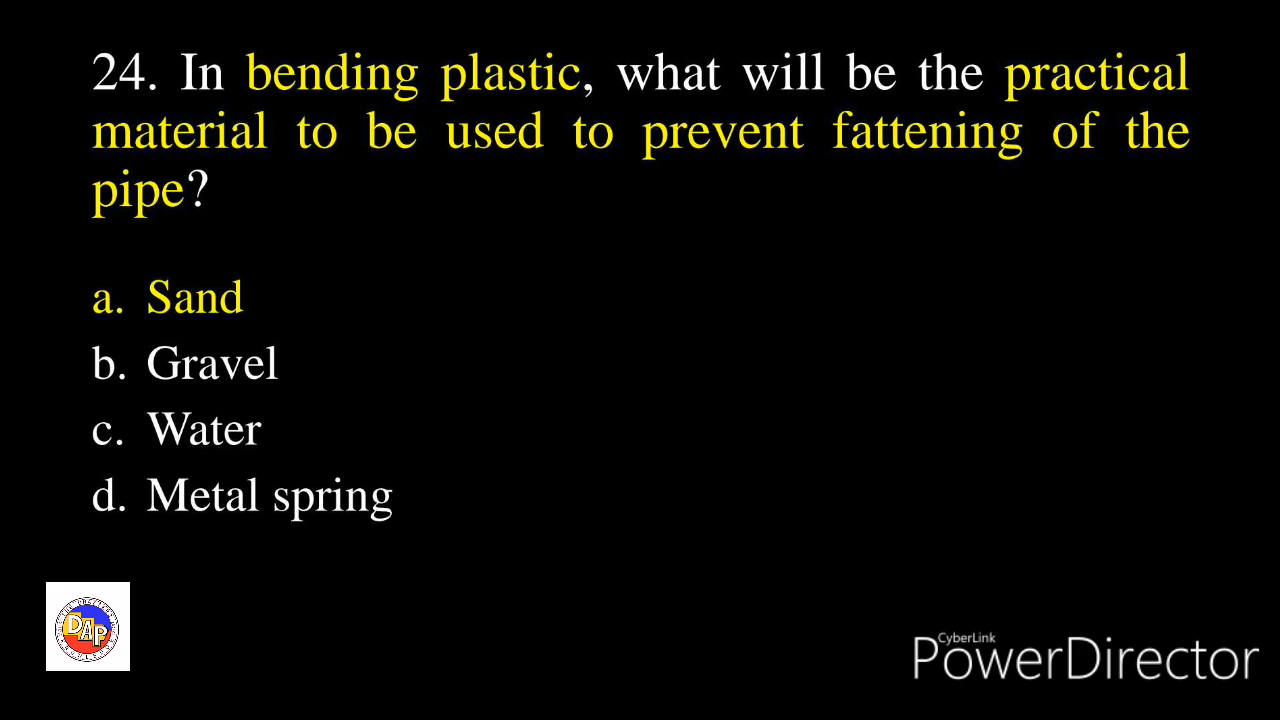 24. In bending plastic, what will be the practical
material to be used to prevent fattening of the
pipe?
a. Sand
b. Gravel
c. Water
d. Metal spring
DAP
CyberLink
PowerDirector